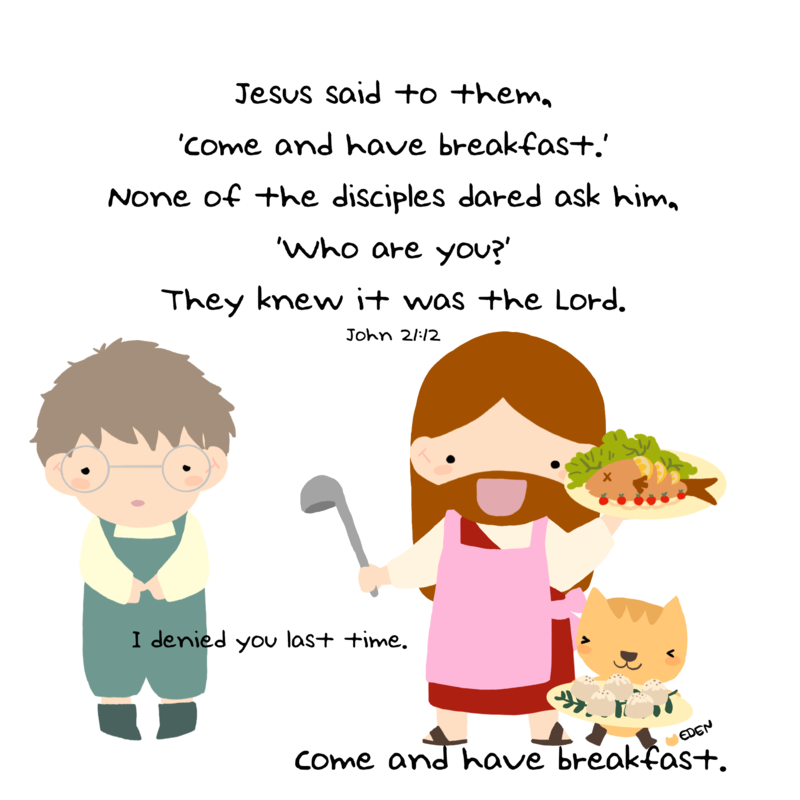 Jesus said to them,
'Come and have breakfast.'
None of the disciples dared ask him,
'Who are you?'
They knew it was the Lord.
John 21:12
I denied you last time.
EDEN
Come and have breakfast.